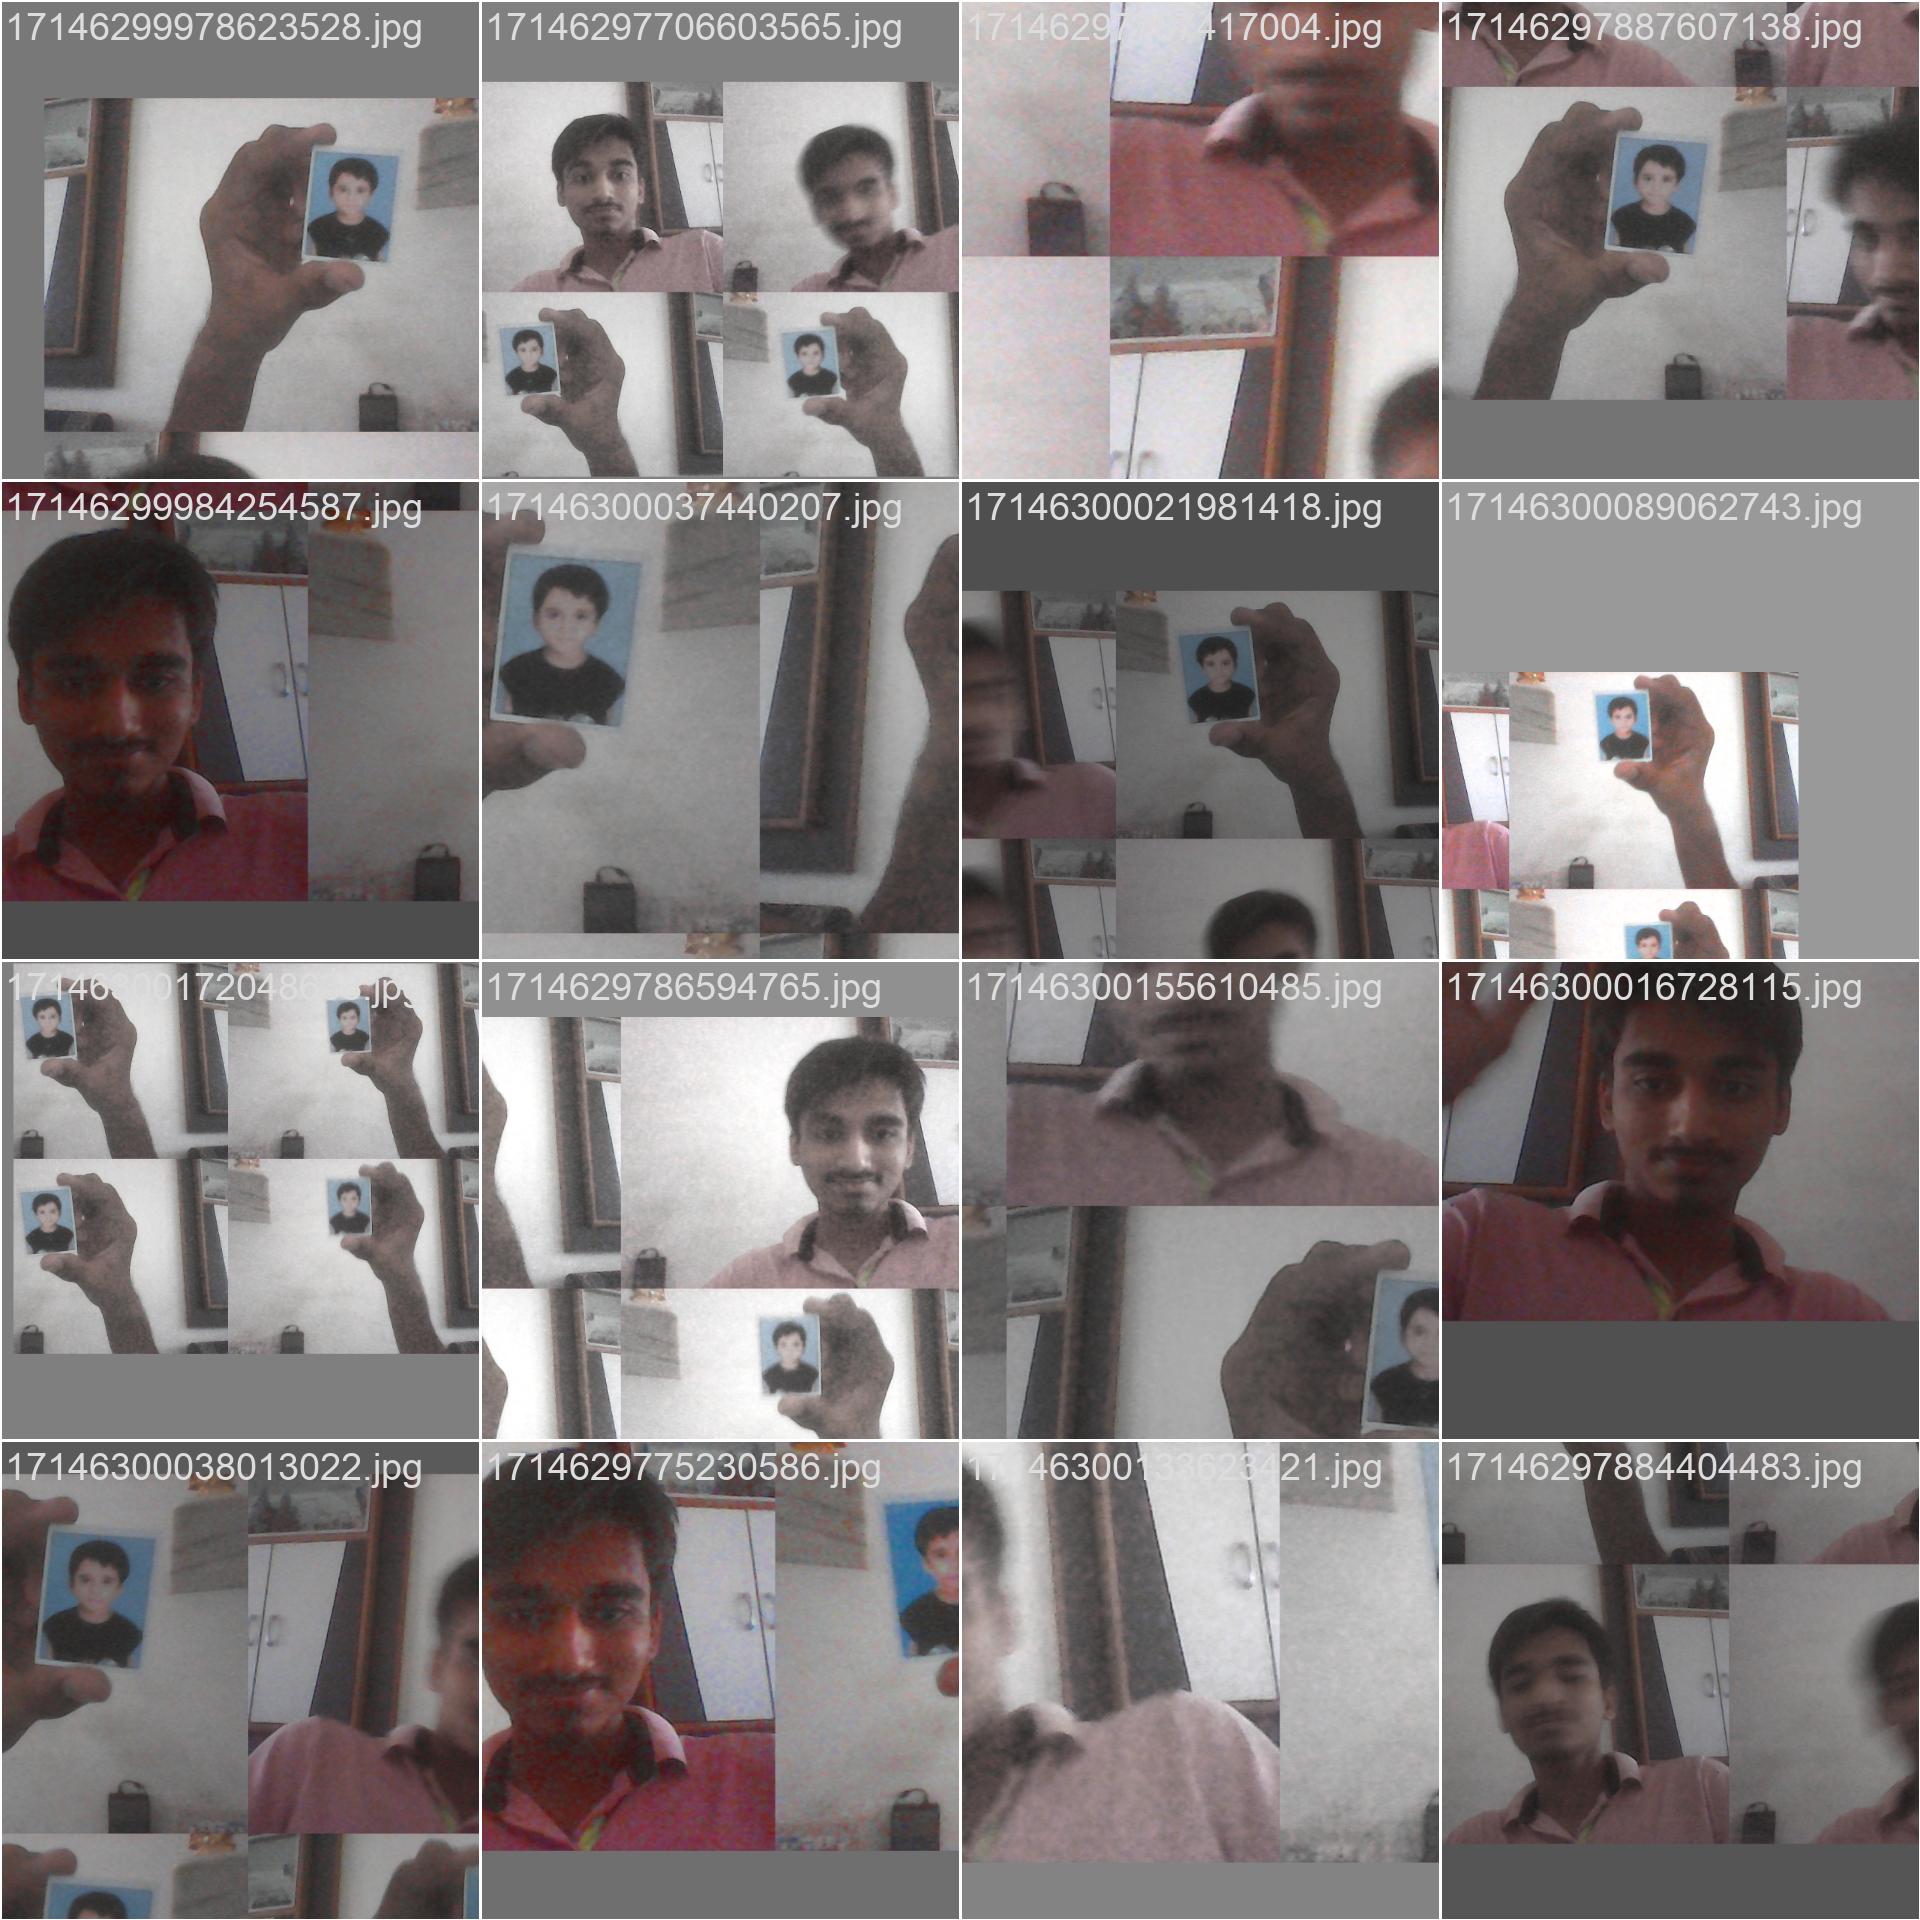 17146299978623528.jpg
17146297706603565.jpg
17146297887607138.jpg
17146299984254587.jpg
17146300037440207.jpg
17146300021981418.jpg
17146300089062743.jpg
1714629786594765.jpg
17146300155610485.jpg
17146300016728115.jpg
17146300038013022.jpg
1714629775230586.jpg
17146297884404483.jpg